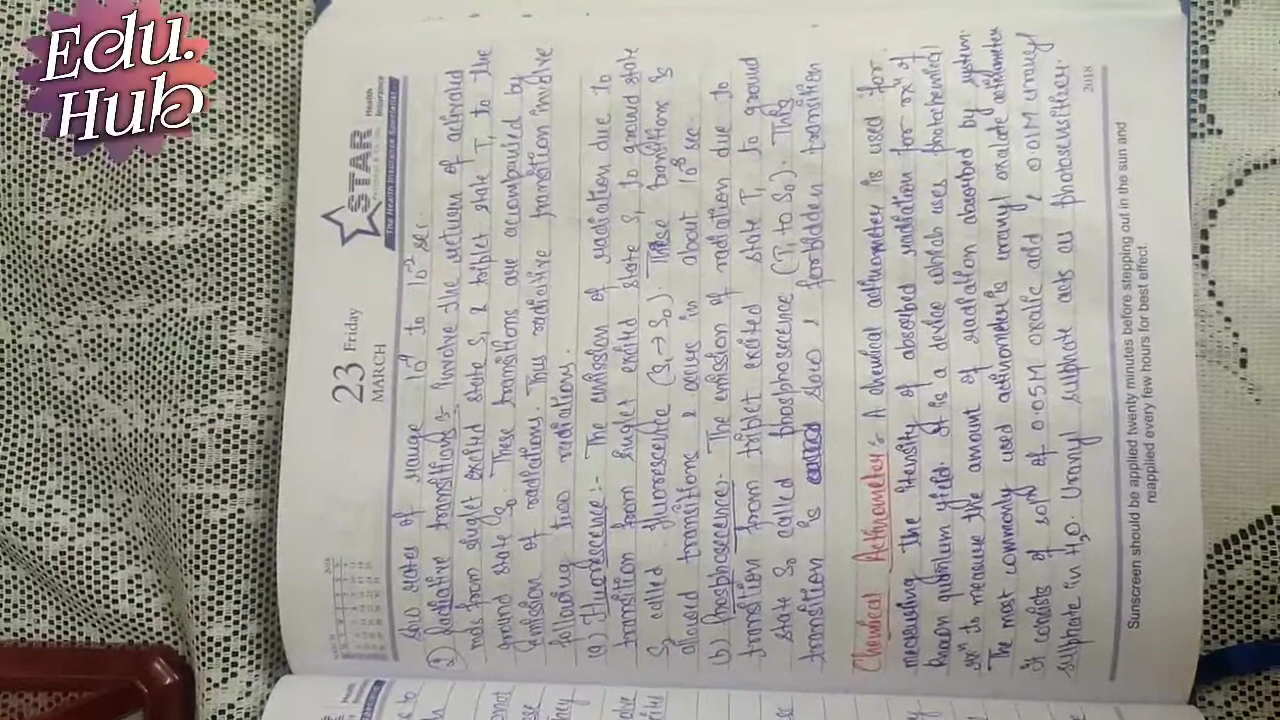 Edu.
Hub
23 Friday
MARCH
STAR
Health
Insurance
The Health Insurance Specialist
slow rates of range 10⁻⁴ to 10⁻² sec.
2) Radiative transitions :- Involve the return of activated
mols from singlet excited state S₁ & triplet state T₁ to the
ground state S₀. These transitions are accompanied by
Emission of radiations. Thus radiative transition involve
following two radiations.
(a) Fluorescence :- The emission of radiation due to
transition from singlet excited state S₁ to ground state
S₀ called fluorescence (S₁ → S₀). These transitions is
allowed transitions & occurs in about 10⁻⁸ sec.
(b) Phosphoscence:- The emission of radiation due to
transition from triplet excited state T₁ to ground
state S₀ called phosphoscence (T₁ to S₀). This
transition is slow & forbidden transition
Chemical Actinometer :- A chemical actinometer is used for
measuring the itensity of absorbed radiation for rxⁿ of
known quantum yield. It is a device which uses photochemical
rxⁿ to measure the amount of radiation absorbed by system.
The most commonly used actinometer is uranyl oxalate actinometer
It consists of solⁿ of 0.05M oxalic acid & 0.01M uranyl
sulphate in H₂O. Uranyl sulphate acts as photosensitiser.
2018
Sunscreen should be applied twenty minutes before stepping out in the sun and
reapplied every few hours for best effect.